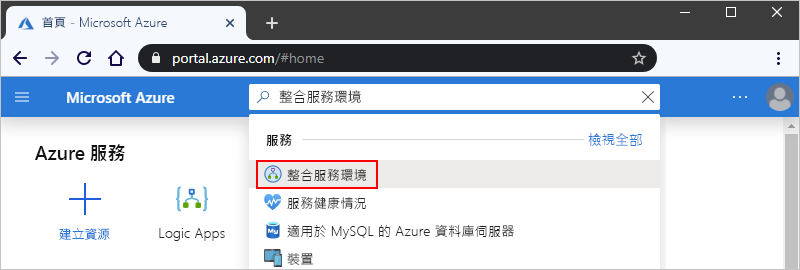 首頁 - Microsoft Azure
portal.azure.com/#home
Microsoft Azure
整合服務環境
服務
檢視全部
Azure 服務
整合服務環境
服務健康情況
建立資源
Logic Apps
適用於 MySQL 的 Azure 資料庫伺服器
My
裝置